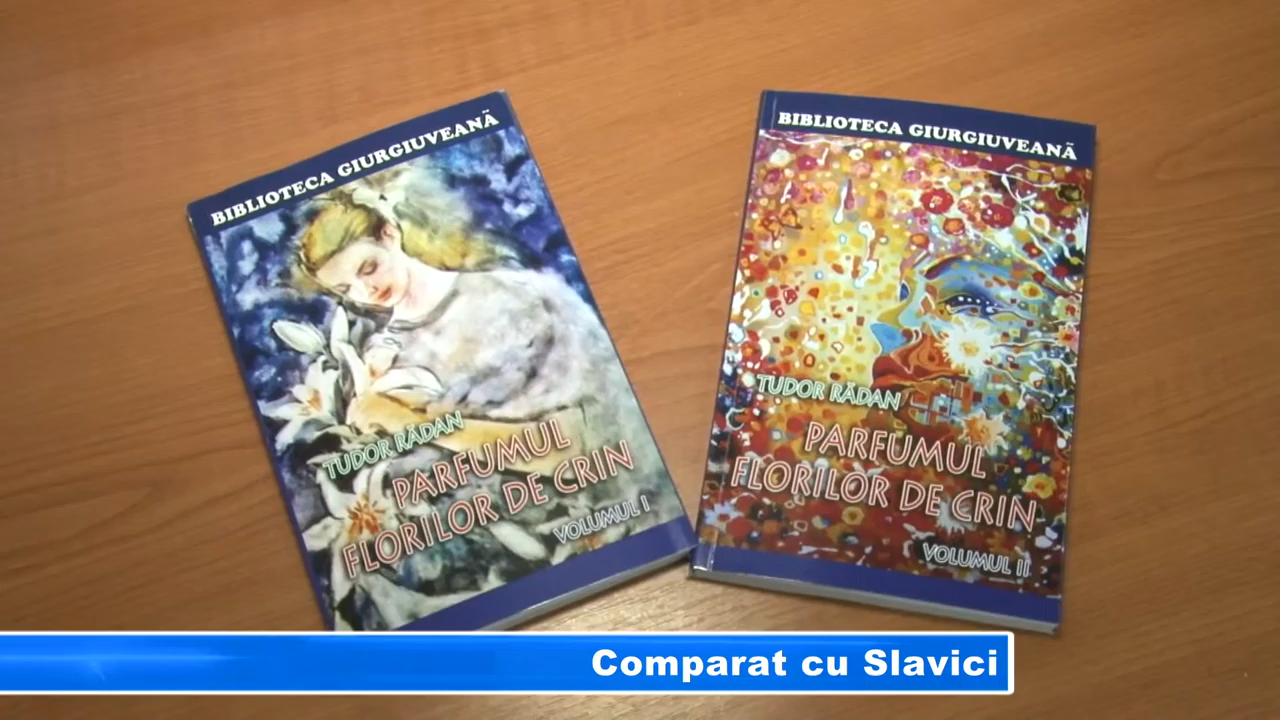 BIBLIOTECA GIURGIUVEANĂ
TUDOR RĂDAN
PARFUMUL
FLORILOR DE CRIN
VOLUMUL I
BIBLIOTECA GIURGIUVEANĂ
TUDOR RĂDAN
PARFUMUL
FLORILOR DE CRIN
VOLUMUL II
Comparat cu Slavici